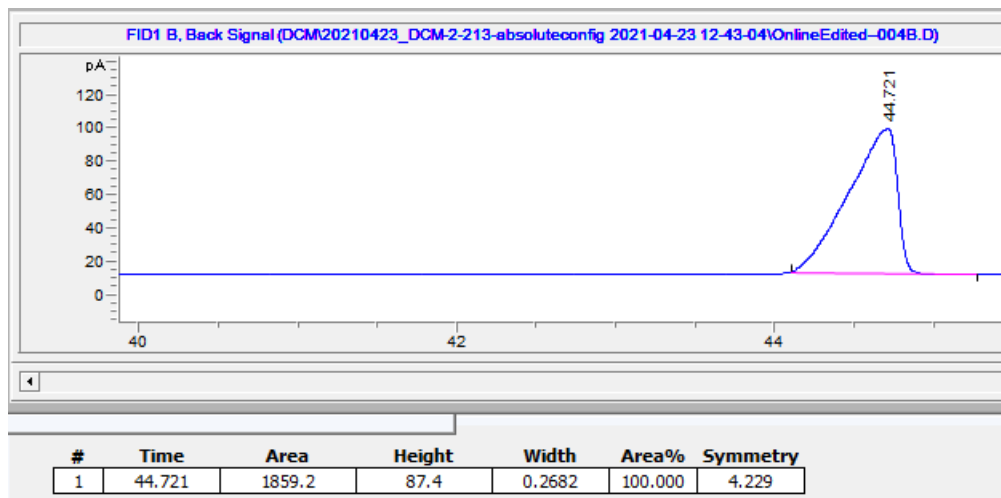 FID1 B, Back Signal (DCM\20210423_DCM-2-213-absoluteconfig 2021-04-23 12-43-04\OnlineEdited--004B.D)
pA
120
100
80
60
40
20
0
44.721
40 42 44
# Time Area Height Width Area% Symmetry
1 44.721 1859.2 87.4 0.2682 100.000 4.229